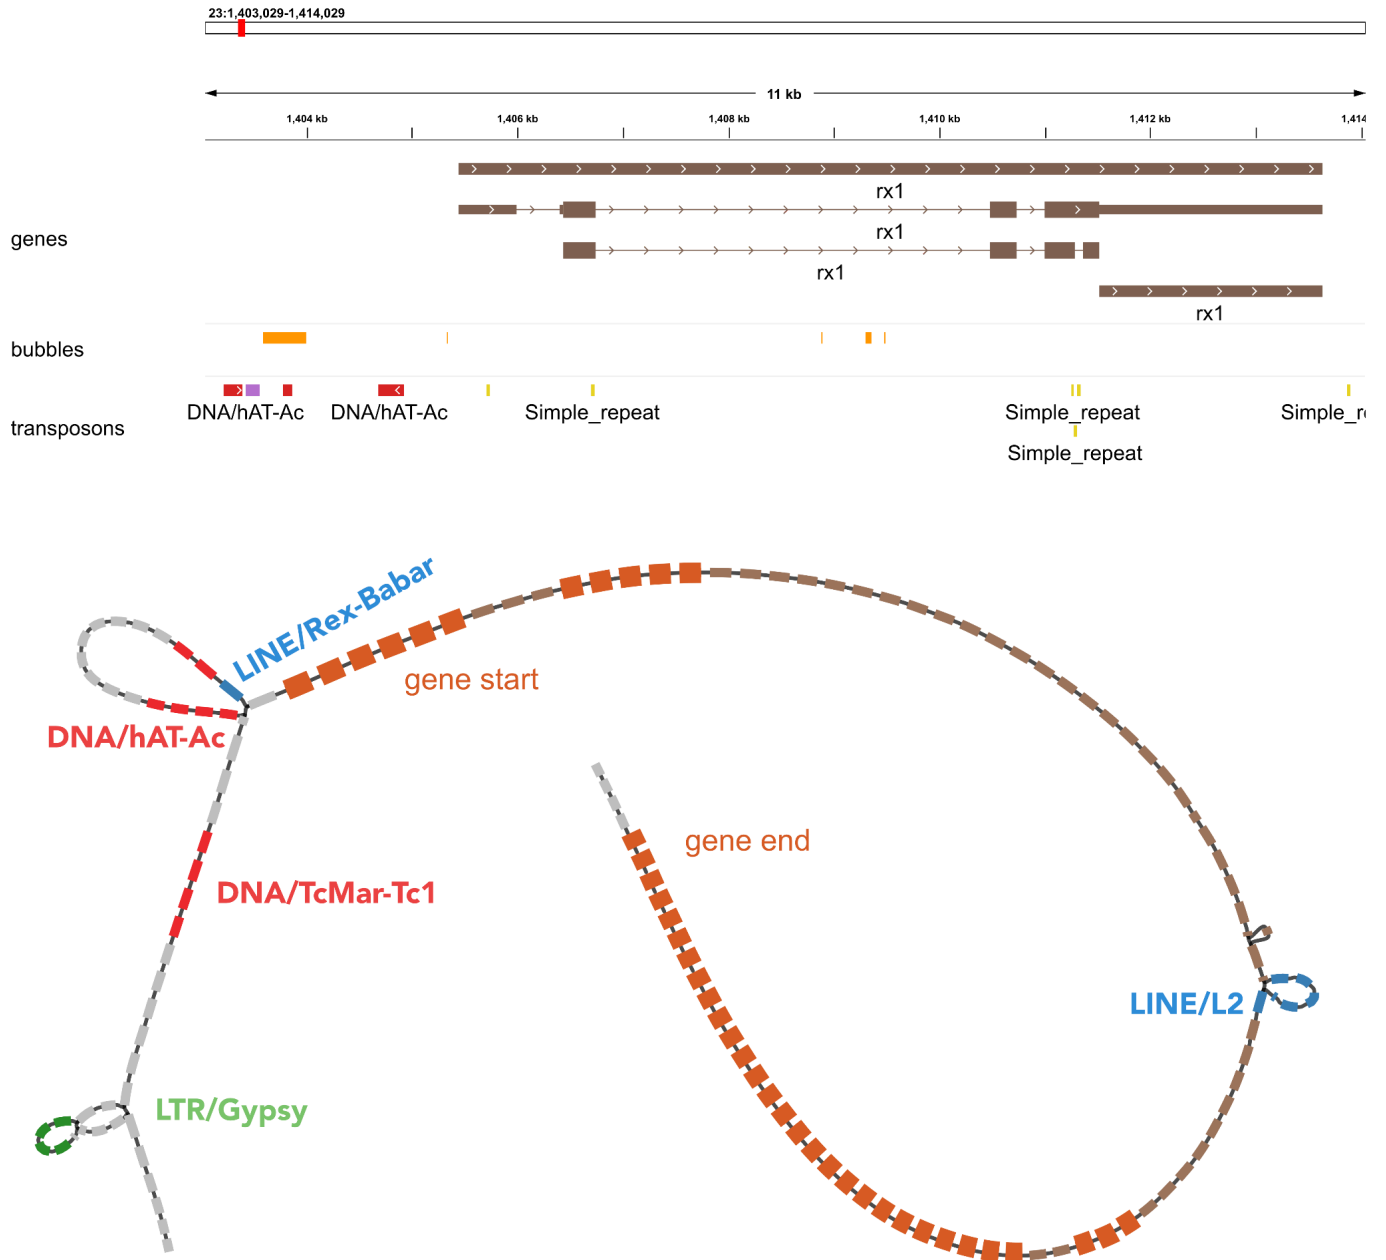 23:1,403,029-1,414,029
11 kb
1,404 kb 1,406 kb 1,408 kb 1,410 kb 1,412 kb 1,414
rx1
rx1
genes
rx1
rx1
bubbles
DNA/hAT-Ac DNA/hAT-Ac Simple_repeat Simple_repeat Simple_r
transposons
Simple_repeat
LINE/Rex-Babar
gene start
DNA/hAT-Ac
gene end
DNA/TcMar-Tc1
LINE/L2
LTR/Gypsy